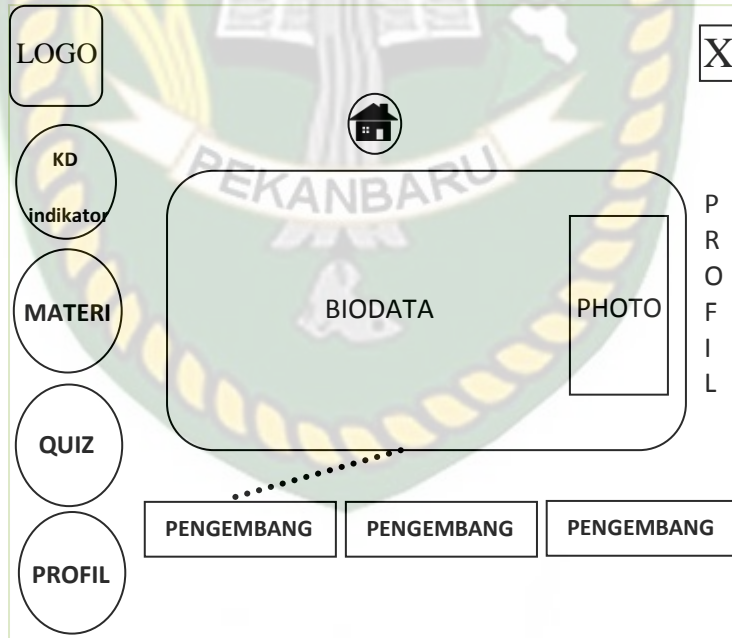 LOGO
X
KD
indikator
PEKANBARU
MATERI
BIODATA
PHOTO
P
R
O
F
I
L
QUIZ
PENGEMBANG
PENGEMBANG
PENGEMBANG
PROFIL